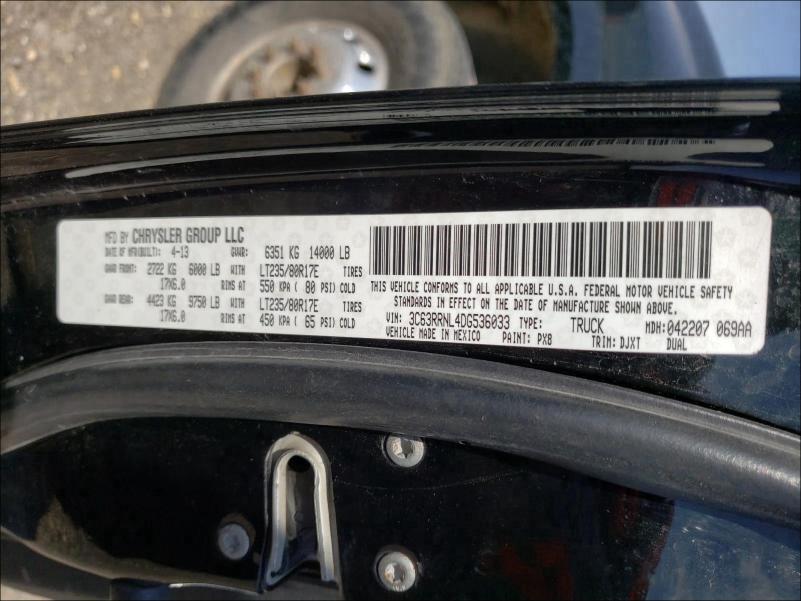 MFD BY CHRYSLER GROUP LLC
DATE OF MFR(BUILT): 4-13 GVWR: 6351 KG 14000 LB
GAWR FRONT: 2722 KG 6000 LB WITH LT235/80R17E TIRES
17X6.0 RIMS AT 550 KPA ( 80 PSI) COLD
GAWR REAR: 4423 KG 9750 LB WITH LT235/80R17E TIRES
17X6.0 RIMS AT 450 KPA ( 65 PSI) COLD
THIS VEHICLE CONFORMS TO ALL APPLICABLE U.S.A. FEDERAL MOTOR VEHICLE SAFETY
STANDARDS IN EFFECT ON THE DATE OF MANUFACTURE SHOWN ABOVE.
VIN: 3C63RRNL4DG536033 TYPE: TRUCK MDH: 042207 069AA
VEHICLE MADE IN MEXICO PAINT: PX8 TRIM: DJXT DUAL